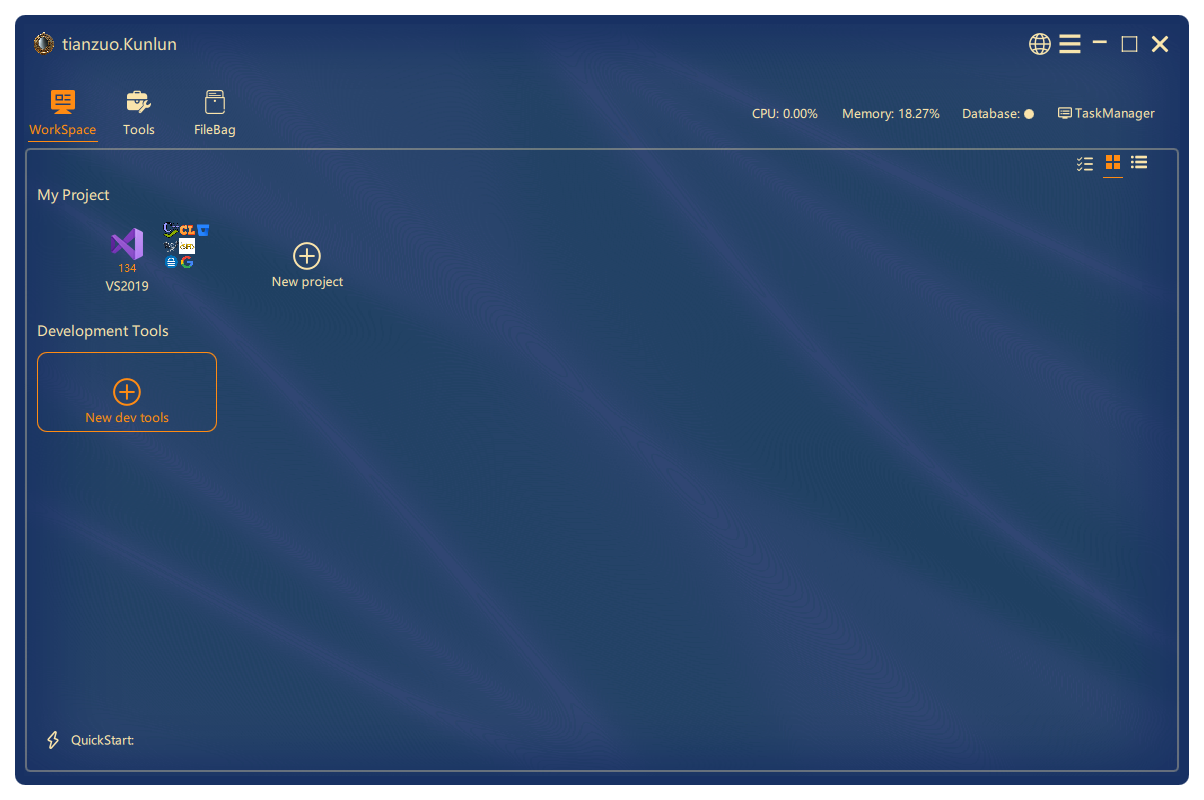 tianzuo.Kunlun
WorkSpace
Tools
FileBag
CPU: 0.00%
Memory: 18.27%
Database:
TaskManager
My Project
CL
134
VS2019
New project
Development Tools
New dev tools
QuickStart: